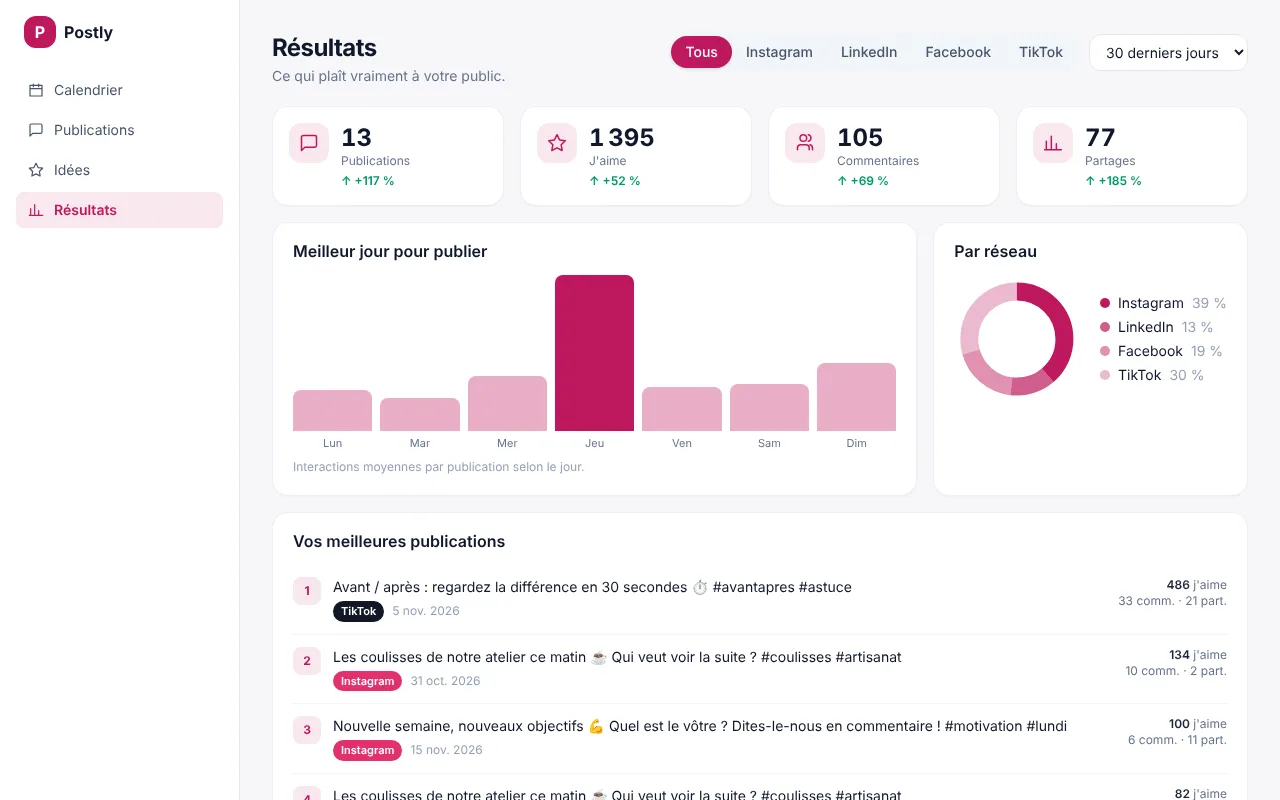 P Postly
Calendrier
Publications
Idées
Résultats
Résultats
Ce qui plaît vraiment à votre public.
Tous Instagram LinkedIn Facebook TikTok 30 derniers jours
13
Publications
↑ +117 %
1 395
J'aime
↑ +52 %
105
Commentaires
↑ +69 %
77
Partages
↑ +185 %
Meilleur jour pour publier
Lun Mar Mer Jeu Ven Sam Dim
Interactions moyennes par publication selon le jour.
Par réseau
Instagram 39 %
LinkedIn 13 %
Facebook 19 %
TikTok 30 %
Vos meilleures publications
1 Avant / après : regardez la différence en 30 secondes ⏱️ #avantapres #astuce
TikTok 5 nov. 2026
486 j'aime
33 comm. · 21 part.
2 Les coulisses de notre atelier ce matin ☕ Qui veut voir la suite ? #coulisses #artisanat
Instagram 31 oct. 2026
134 j'aime
10 comm. · 2 part.
3 Nouvelle semaine, nouveaux objectifs 💪 Quel est le vôtre ? Dites-le-nous en commentaire ! #motivation #lundi
Instagram 15 nov. 2026
100 j'aime
6 comm. · 11 part.
4 Les coulisses de notre atelier ce matin ☕ Qui veut voir la suite ? #coulisses #artisanat
82 j'aime